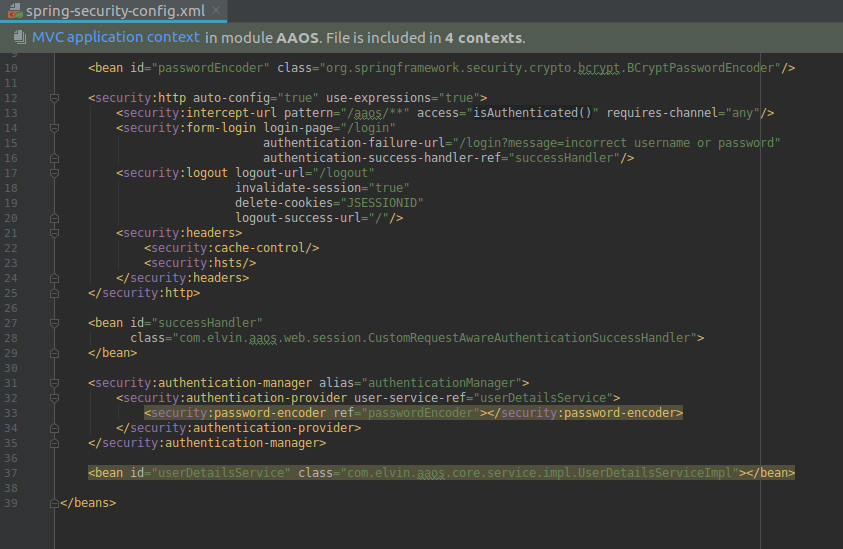 spring-security-config.xml
MVC application context in module AAOS. File is included in 4 contexts.
9
10 <bean id="passwordEncoder" class="org.springframework.security.crypto.bcrypt.BCryptPasswordEncoder"/>
11
12 <security:http auto-config="true" use-expressions="true">
13 <security:intercept-url pattern="/aaos/**" access="isAuthenticated()" requires-channel="any"/>
14 <security:form-login login-page="/login"
15 authentication-failure-url="/login?message=incorrect username or password"
16 authentication-success-handler-ref="successHandler"/>
17 <security:logout logout-url="/logout"
18 invalidate-session="true"
19 delete-cookies="JSESSIONID"
20 logout-success-url="/"/>
21 <security:headers>
22 <security:cache-control/>
23 <security:hsts/>
24 </security:headers>
25 </security:http>
26
27 <bean id="successHandler"
28 class="com.elvin.aaos.web.session.CustomRequestAwareAuthenticationSuccessHandler">
29 </bean>
30
31 <security:authentication-manager alias="authenticationManager">
32 <security:authentication-provider user-service-ref="userDetailsService">
33 <security:password-encoder ref="passwordEncoder"></security:password-encoder>
34 </security:authentication-provider>
35 </security:authentication-manager>
36
37 <bean id="userDetailsService" class="com.elvin.aaos.core.service.impl.UserDetailsServiceImpl"></bean>
38
39 </beans>